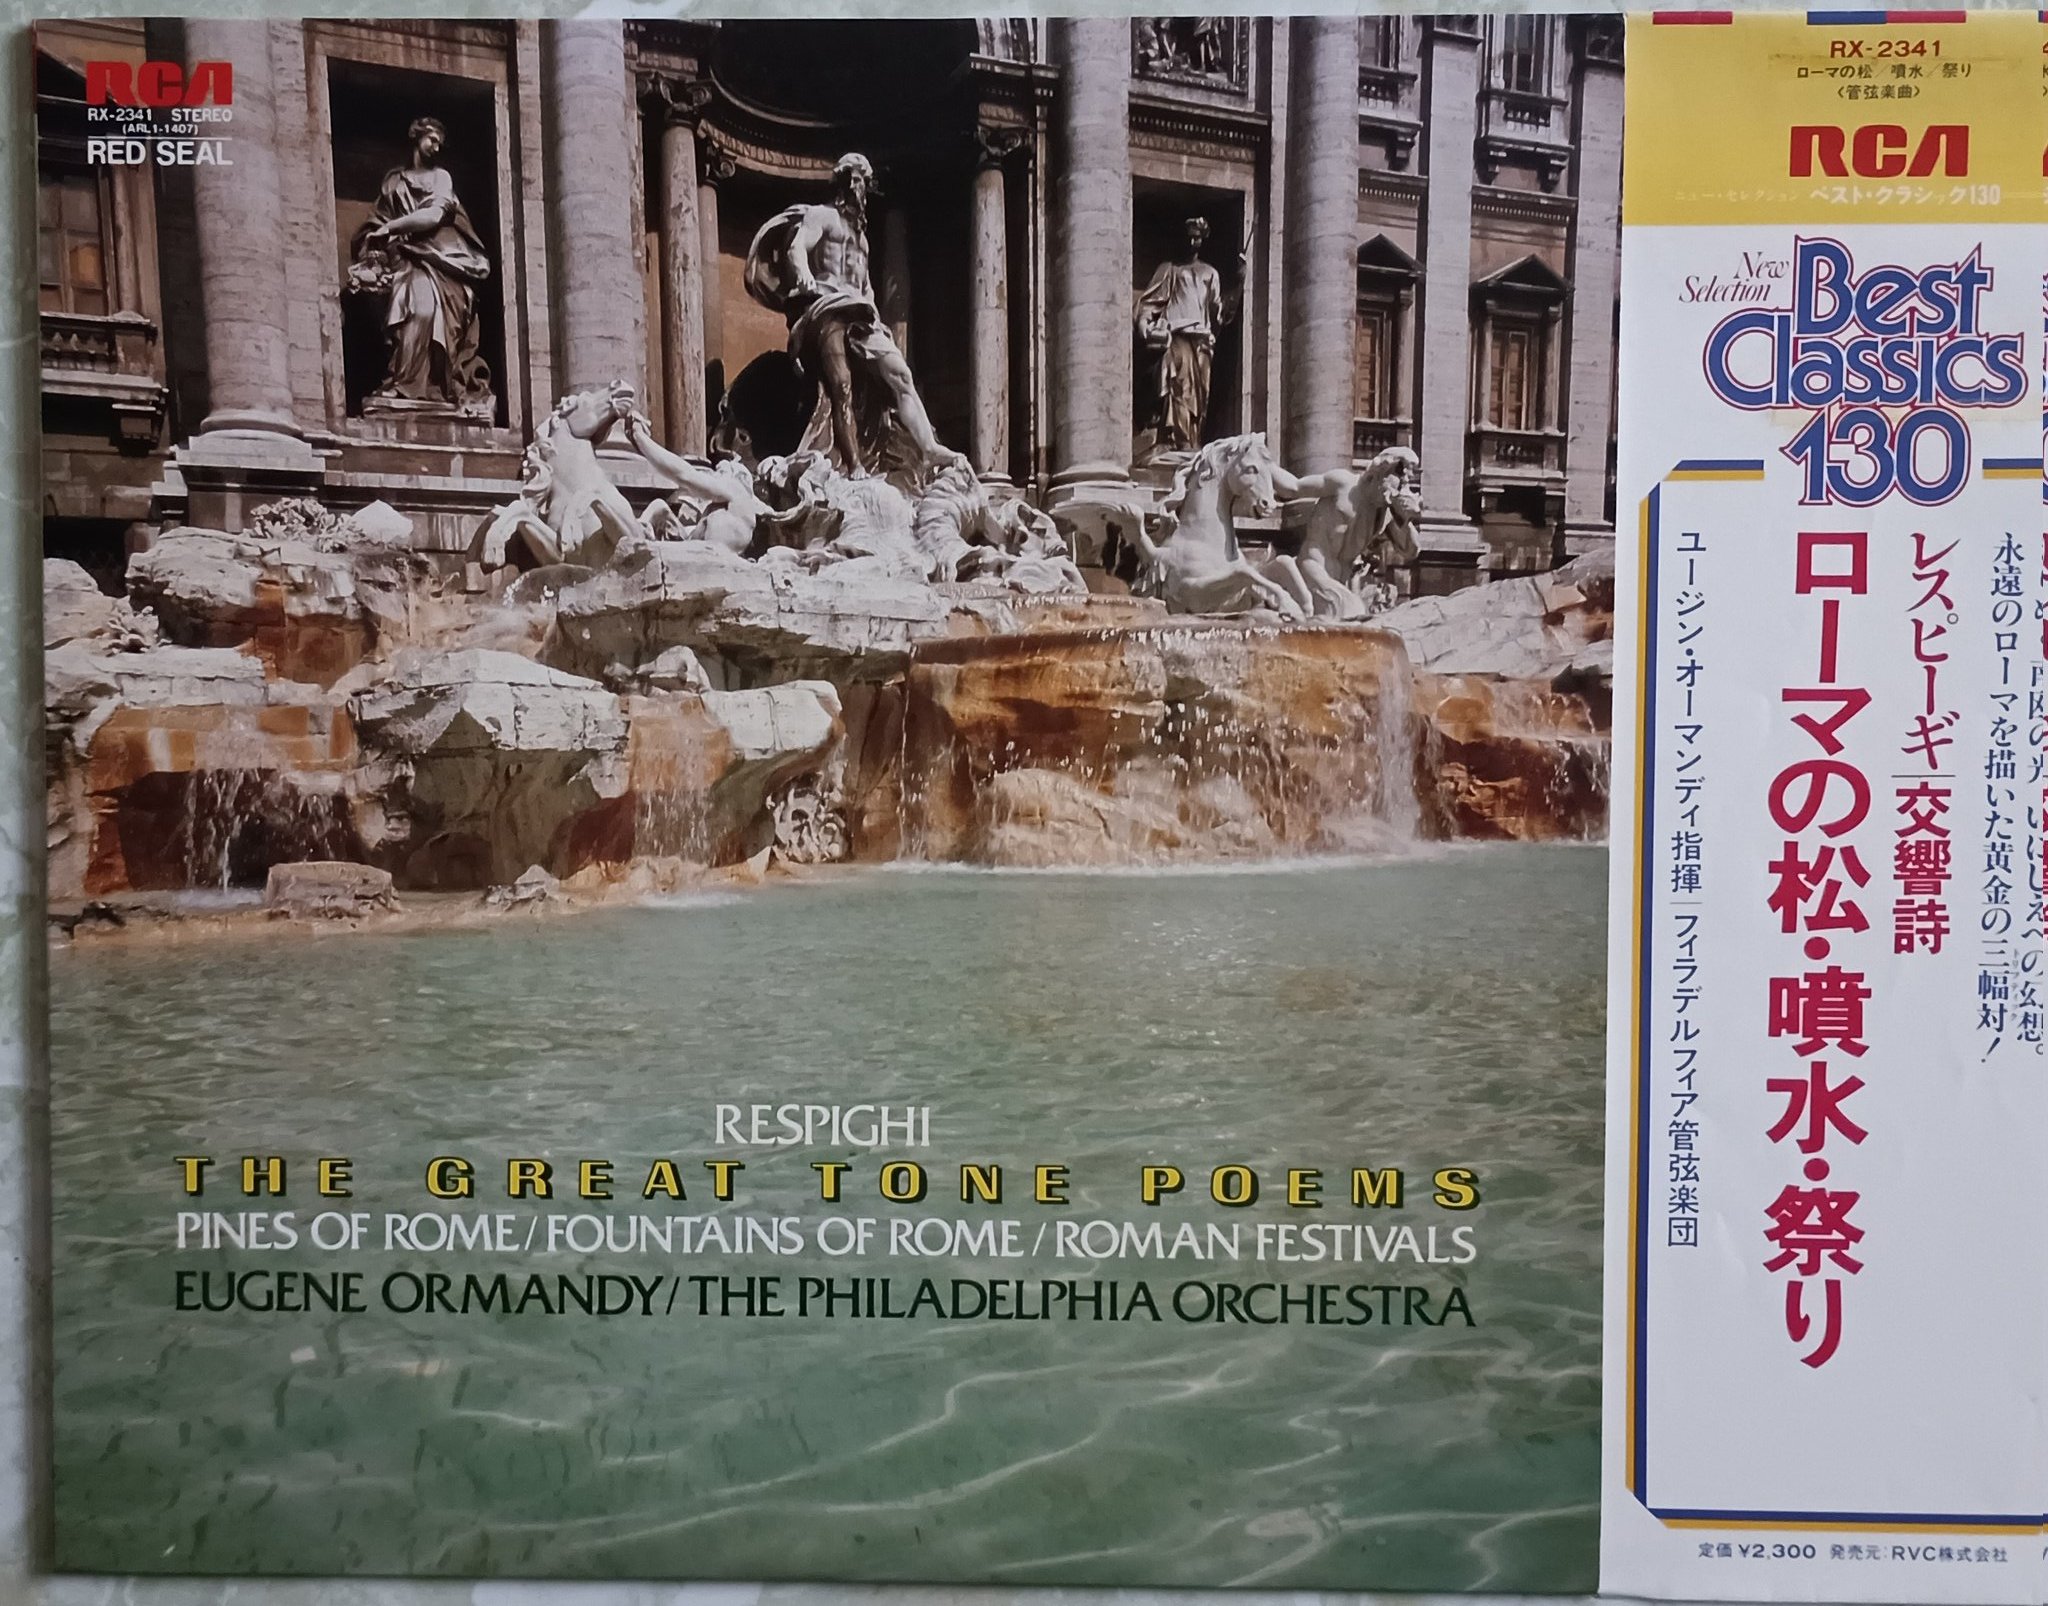 RCA
RX-2341 STEREO
(ARL1-1407)
RED SEAL
RESPIGHI
THE GREAT TONE POEMS
PINES OF ROME/FOUNTAINS OF ROME/ROMAN FESTIVALS
EUGENE ORMANDY/THE PHILADELPHIA ORCHESTRA
RX-2341
ローマの松/噴水/祭り
〈管弦楽曲〉
RCA
ニュー・セレクション ベスト・クラシック130
New Selection
Best
Classics
130
永遠のローマを描いた黄金の三幅対!
トリプティック
レスピーギ|交響詩
ローマの松・噴水・祭り
ユージン・オーマンディ指揮|フィラデルフィア管弦楽団
定価¥2,300 発売元:RVC株式会社